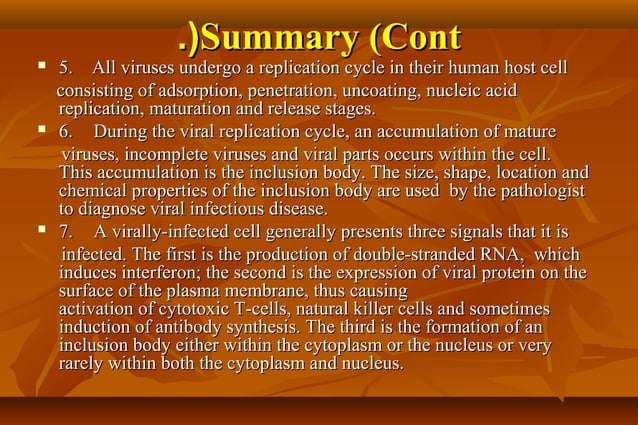 .)Summary (Cont
5. All viruses undergo a replication cycle in their human host cell
consisting of adsorption, penetration, uncoating, nucleic acid
replication, maturation and release stages.
6. During the viral replication cycle, an accumulation of mature
viruses, incomplete viruses and viral parts occurs within the cell.
This accumulation is the inclusion body. The size, shape, location and
chemical properties of the inclusion body are used by the pathologist
to diagnose viral infectious disease.
7. A virally-infected cell generally presents three signals that it is
infected. The first is the production of double-stranded RNA, which
induces interferon; the second is the expression of viral protein on the
surface of the plasma membrane, thus causing
activation of cytotoxic T-cells, natural killer cells and sometimes
induction of antibody synthesis. The third is the formation of an
inclusion body either within the cytoplasm or the nucleus or very
rarely within both the cytoplasm and nucleus.